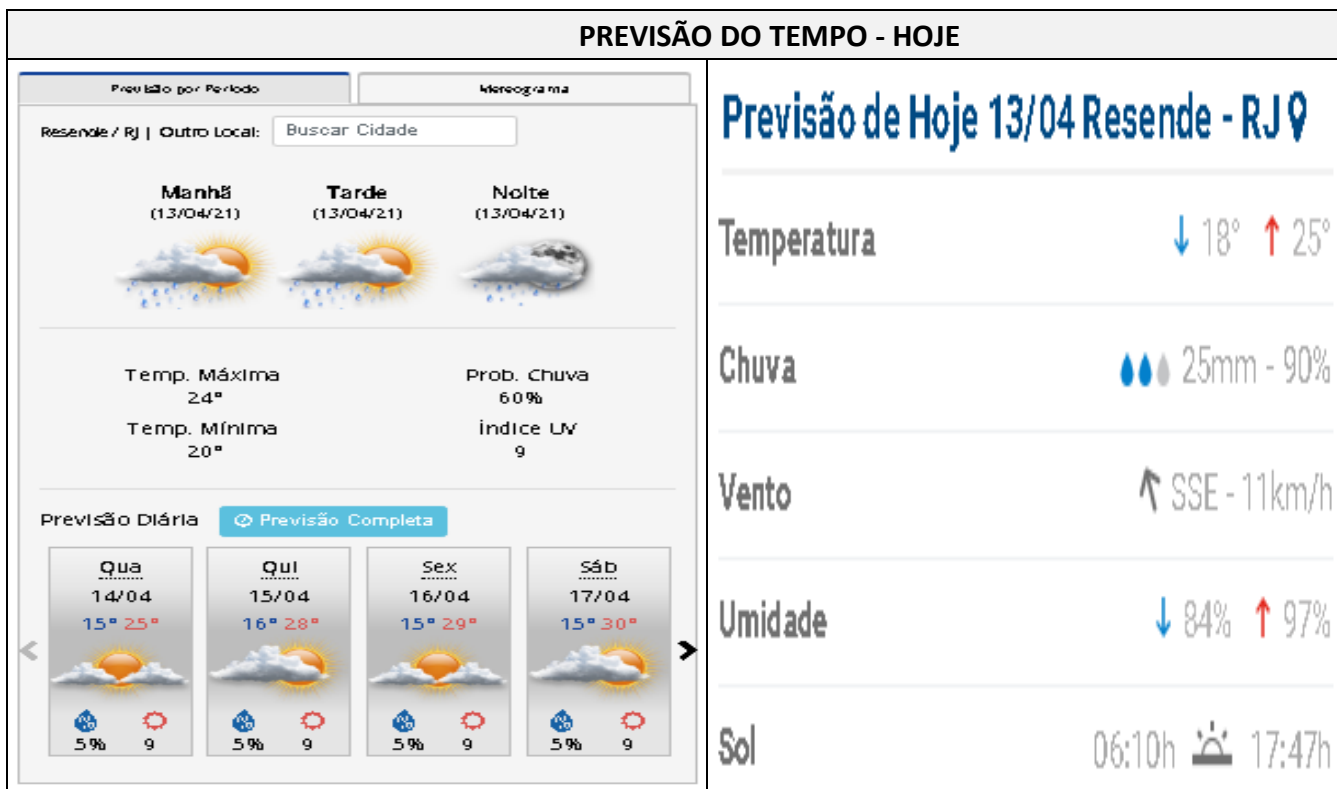 PREVISÃO DO TEMPO - HOJE
Previsão por Período
Meteograma
Resende / RJ | Outro Local: Buscar Cidade
Manhã Tarde Noite
(13/04/21) (13/04/21) (13/04/21)
Temp. Máxima Prob. Chuva
24° 60%
Temp. Mínima Índice UV
20° 9
Previsão Diária Previsão Completa
Qua Qui Sex Sáb
14/04 15/04 16/04 17/04
15° 25° 16° 28° 15° 29° 15° 30°
5% 9 5% 9 5% 9 5% 9
Previsão de Hoje 13/04 Resende - RJ
Temperatura 18° 25°
Chuva 25mm - 90%
Vento SSE - 11km/h
Umidade 84% 97%
Sol 06:10h 17:47h